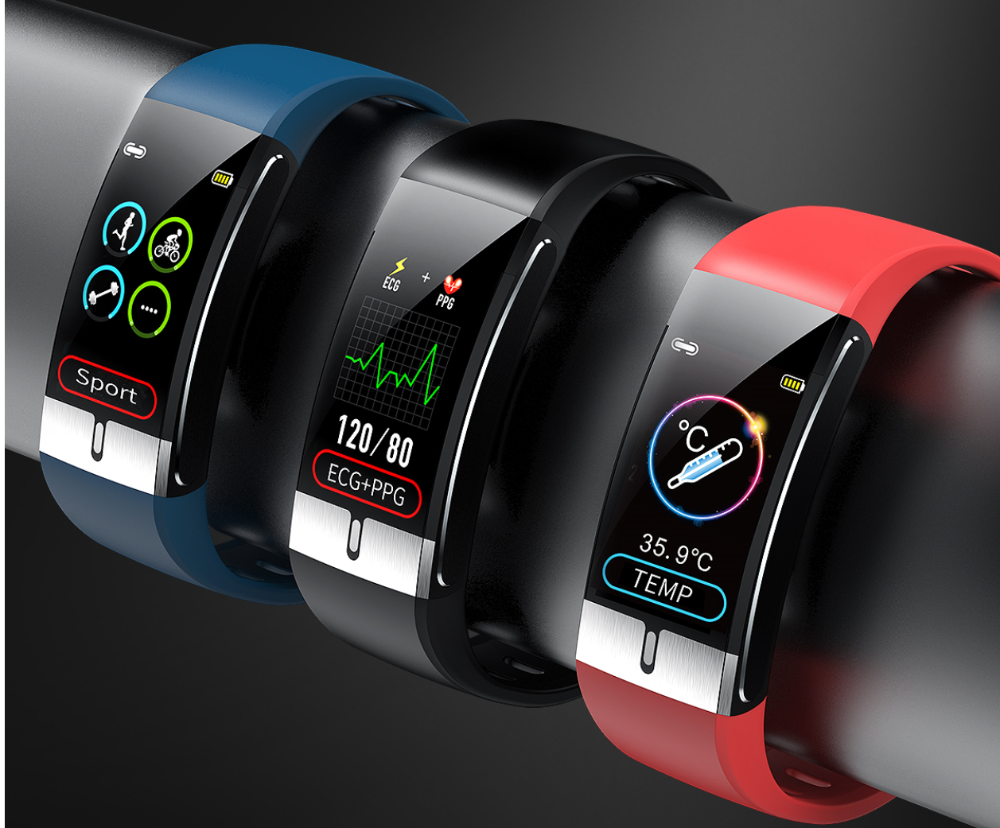 Sport
ECG + PPG
120/80
ECG+PPG
°C
35.9°C
TEMP